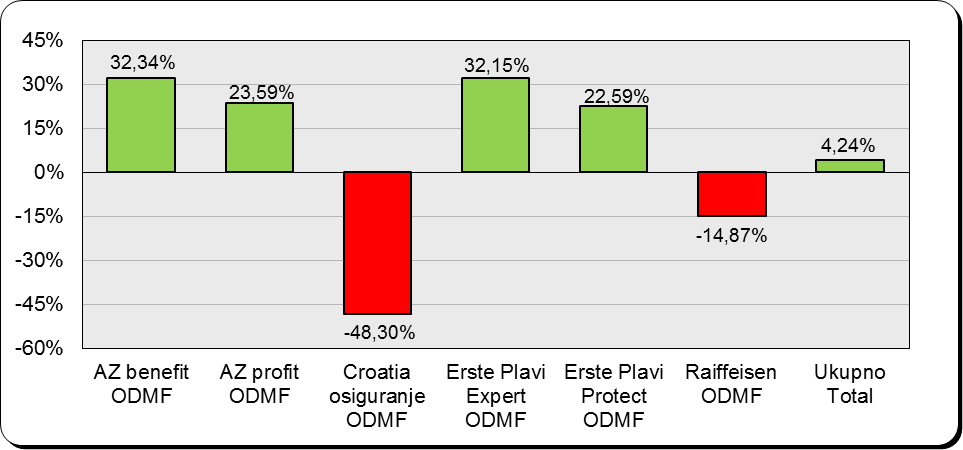 45%
30%
15%
0%
-15%
-30%
-45%
-60%
32,34%
23,59%
-48,30%
32,15%
22,59%
-14,87%
4,24%
AZ benefit
ODMF
AZ profit
ODMF
Croatia
osiguranje
ODMF
Erste Plavi
Expert
ODMF
Erste Plavi
Protect
ODMF
Raiffeisen
ODMF
Ukupno
Total